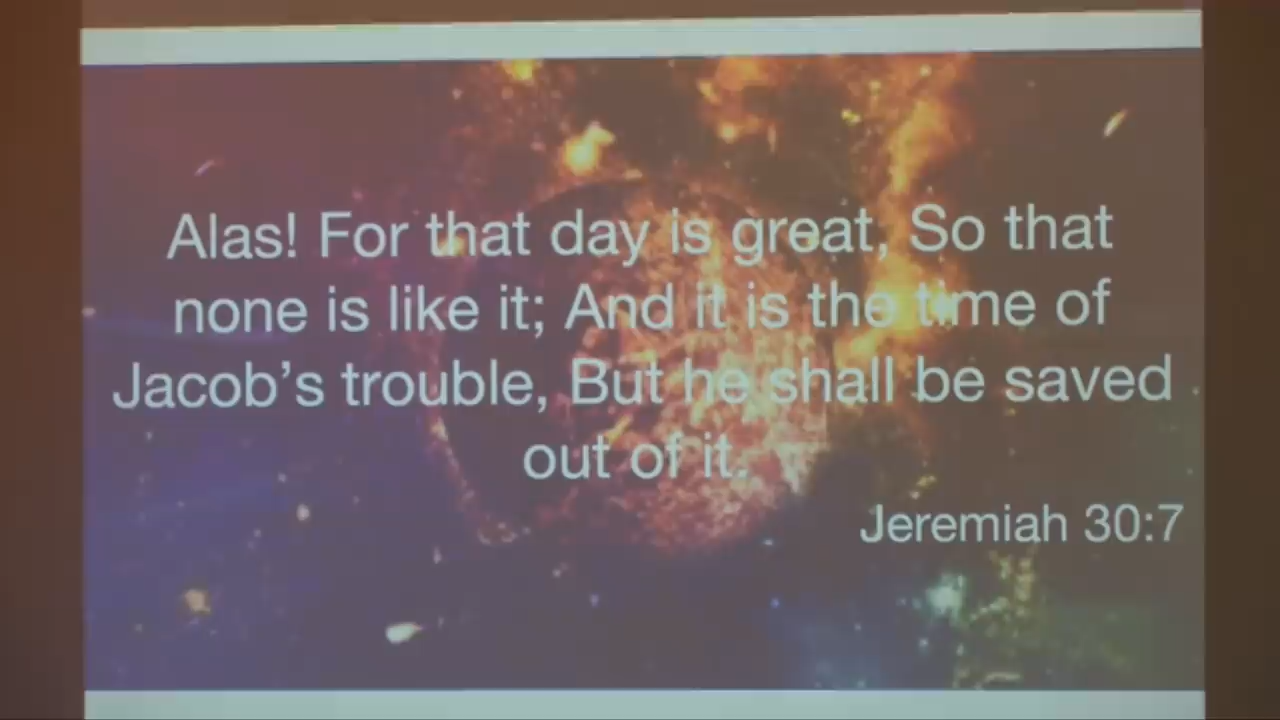 Alas! For that day is great, So that
none is like it; And it is the time of
Jacob’s trouble, But he shall be saved
out of it.
Jeremiah 30:7